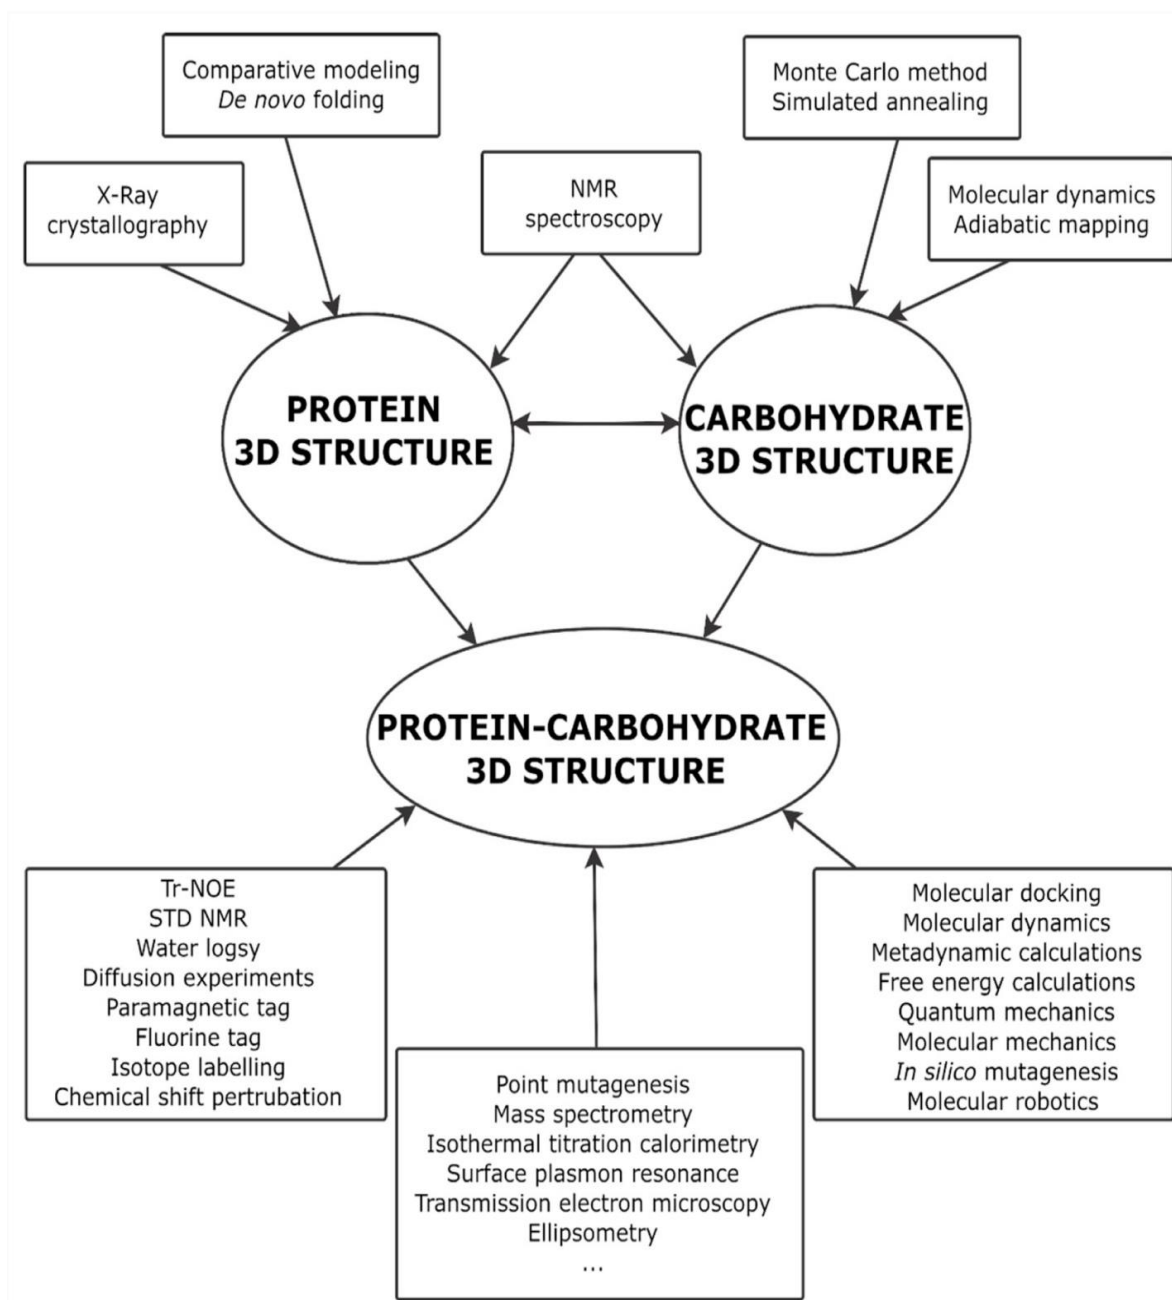 Comparative modeling
De novo folding
Monte Carlo method
Simulated annealing
X-Ray
crystallography
NMR
spectroscopy
Molecular dynamics
Adiabatic mapping
PROTEIN
3D STRUCTURE
CARBOHYDRATE
3D STRUCTURE
PROTEIN-CARBOHYDRATE
3D STRUCTURE
Tr-NOE
STD NMR
Water logsy
Diffusion experiments
Paramagnetic tag
Fluorine tag
Isotope labelling
Chemical shift pertrubation
Point mutagenesis
Mass spectrometry
Isothermal titration calorimetry
Surface plasmon resonance
Transmission electron microscopy
Ellipsometry
...
Molecular docking
Molecular dynamics
Metadynamic calculations
Free energy calculations
Quantum mechanics
Molecular mechanics
In silico mutagenesis
Molecular robotics